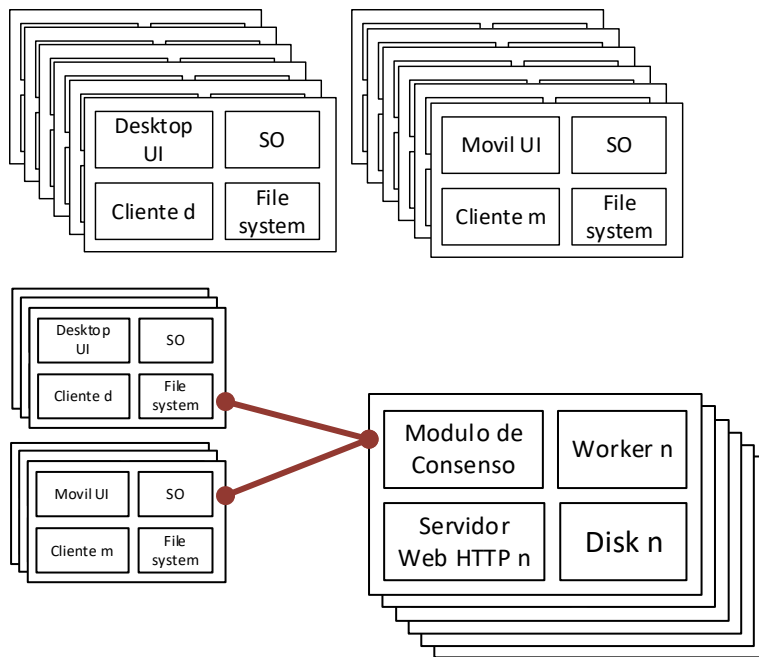 Desktop
UI
SO
Cliente d
File
system
Movil UI
SO
Cliente m
File
system
Desktop
UI
SO
Cliente d
File
system
Movil UI
SO
Cliente m
File
system
Modulo de
Consenso
Worker n
Servidor
Web HTTP n
Disk n